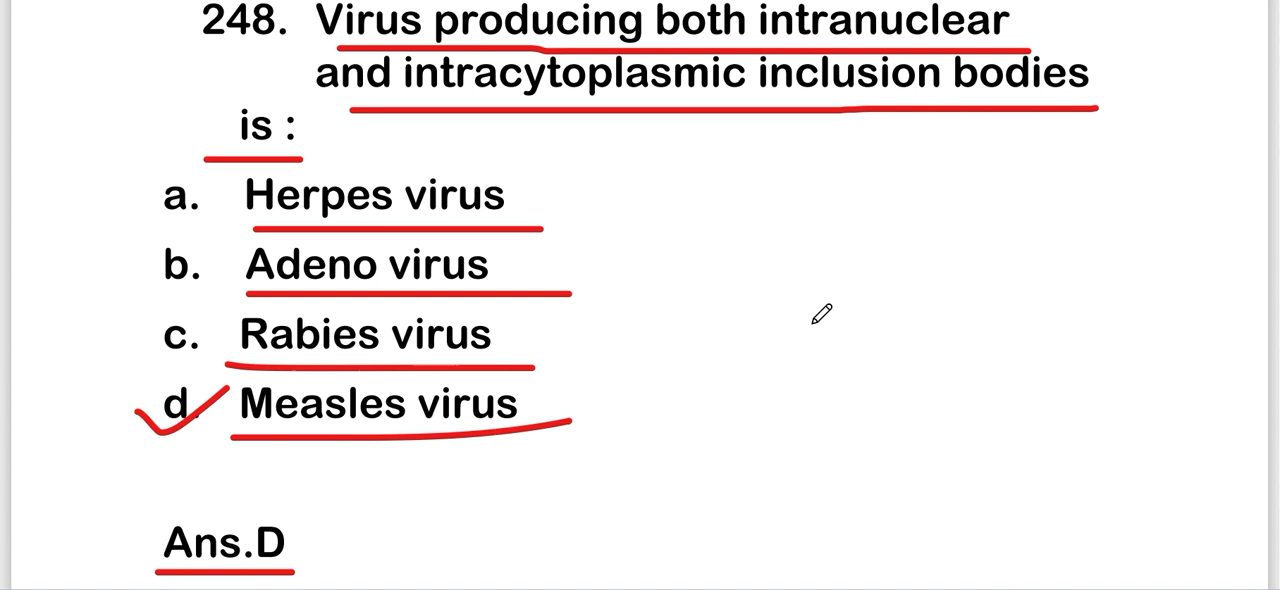 248. Virus producing both intranuclear
and intracytoplasmic inclusion bodies
is :
a. Herpes virus
b. Adeno virus
c. Rabies virus
d. Measles virus
Ans.D